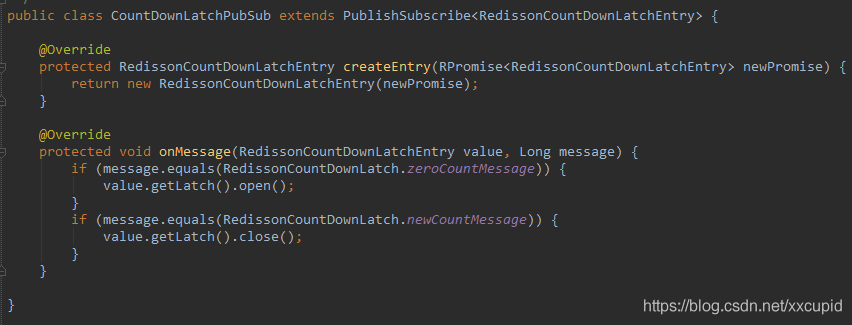 public class CountDownLatchPubSub extends PublishSubscribe<RedissonCountDownLatchEntry> {
@Override
protected RedissonCountDownLatchEntry createEntry(RPromise<RedissonCountDownLatchEntry> newPromise) {
return new RedissonCountDownLatchEntry(newPromise);
}
@Override
protected void onMessage(RedissonCountDownLatchEntry value, Long message) {
if (message.equals(RedissonCountDownLatch.zeroCountMessage)) {
value.getLatch().open();
}
if (message.equals(RedissonCountDownLatch.newCountMessage)) {
value.getLatch().close();
}
}
}
https://blog.csdn.net/xxcupid